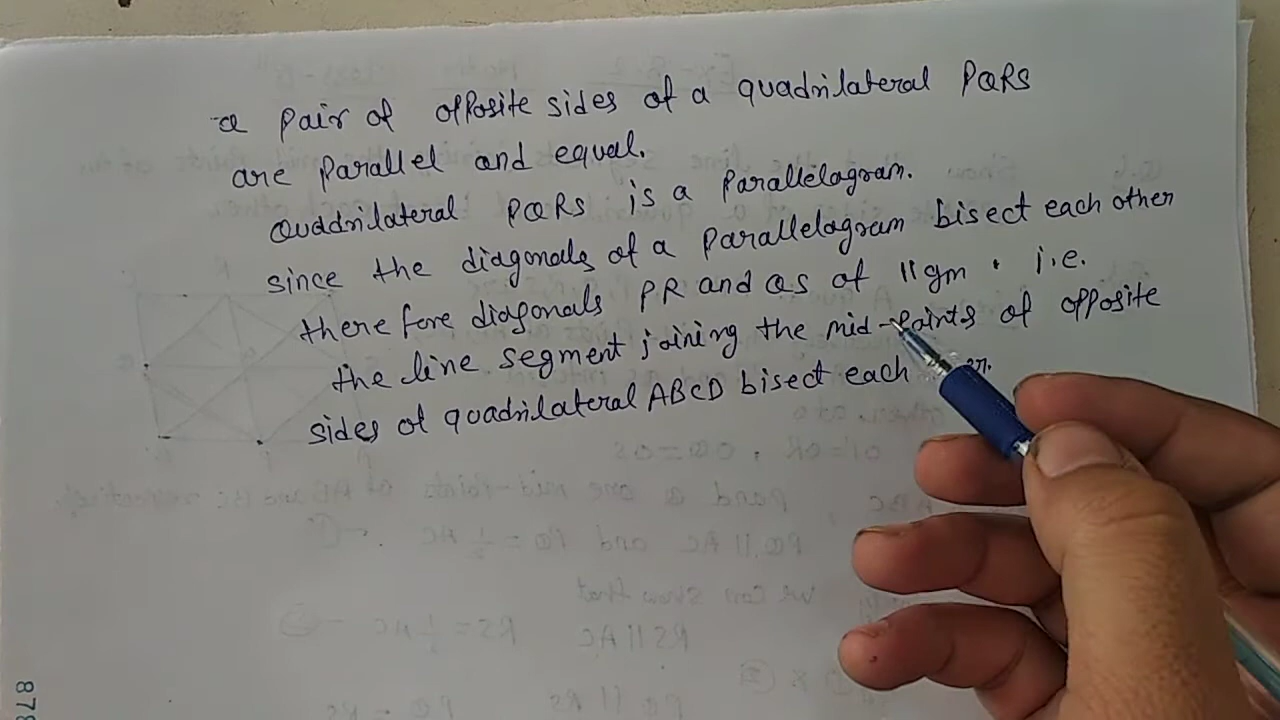 a pair of opposite sides of a quadrilateral PQRS
are parallel and equal.
Quadrilateral PQRS is a Parallelogram.
since the diagonals of a parallelogram bisect each other
therefore diagonals PR and QS of 11gm . i.e.
the line segment joining the mid-points of opposite
sides of quadrilateral ABCD bisect each
878